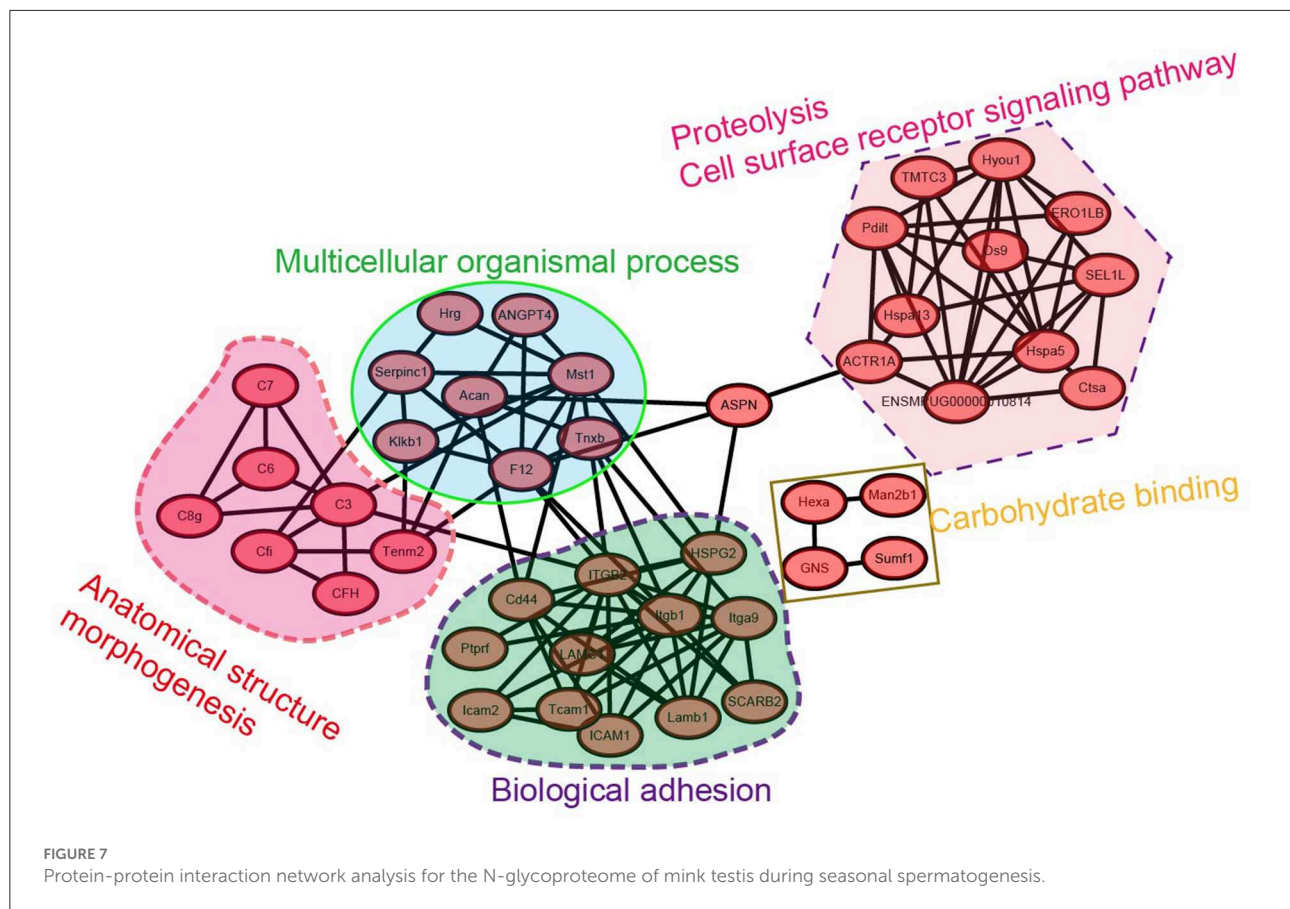 Proteolysis
Cell surface receptor signaling pathway
TMTC3
Hyou1
Pdilt
ERO1LB
Os9
SEL1L
Hspa13
ACTR1A
Hspa5
Ctsa
Multicellular organismal process
Hrg
ANGPT4
Serpinc1
Mst1
Acan
Klkb1
Tnxb
F12
ASPN
C7
C6
C8g
C3
Cfi
Tenm2
CFH
Anatomical structure
morphogenesis
Hexa
Man2b1
GNS
Sumf1
Carbohydrate binding
HSPG2
ITGB2
Cd44
Itgb1
Itga9
Ptprf
Icam2
Tcam1
ICAM1
Lamb1
SCARB2
Biological adhesion
FIGURE 7
Protein-protein interaction network analysis for the N-glycoproteome of mink testis during seasonal spermatogenesis.